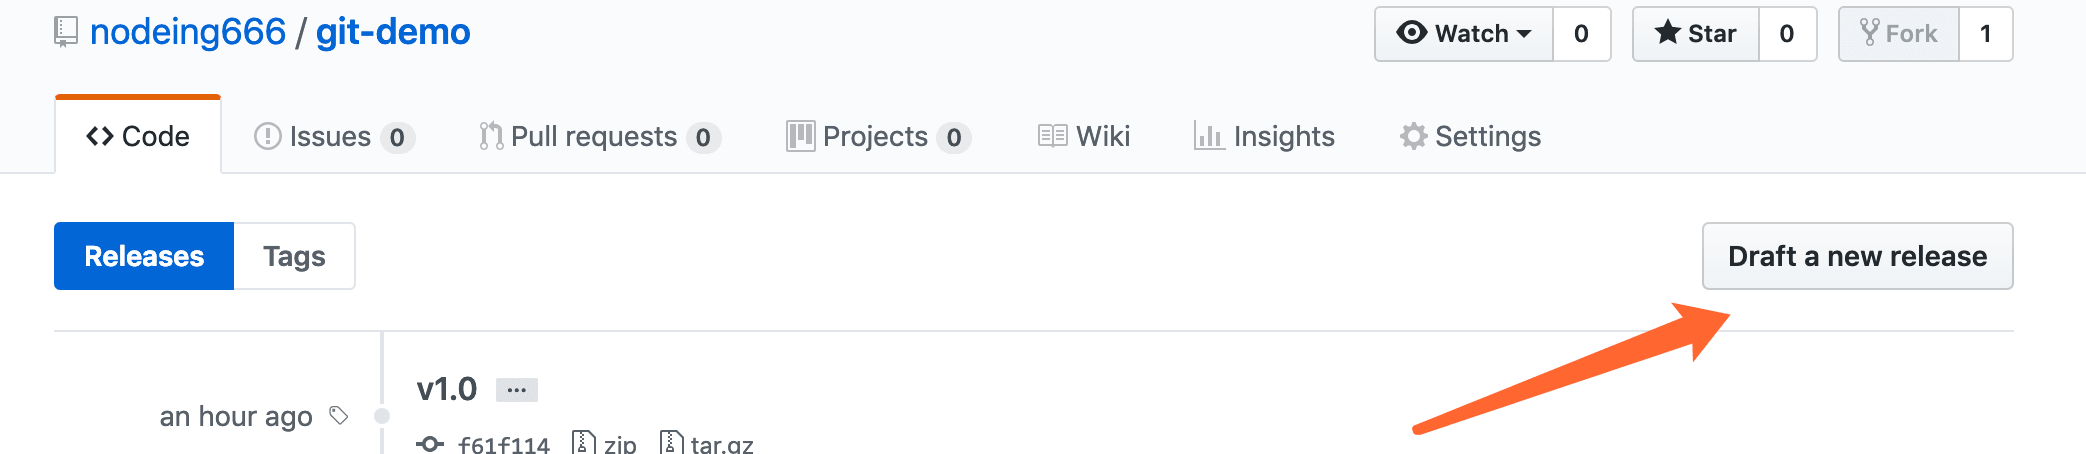 nodeing666 / git-demo
Watch 0 Star 0 Fork 1
Code Issues 0 Pull requests 0 Projects 0 Wiki Insights Settings
Releases Tags Draft a new release
v1.0 ...
an hour ago
f61f114 zip tar.gz